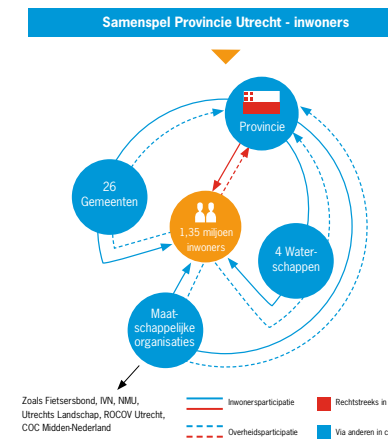 Samenspel Provincie Utrecht - inwoners
Provincie
26
Gemeenten
1,35 miljoen
inwoners
4 Water-
schappen
Maat-
schappelijke
organisaties
Zoals Fietsersbond, IVN, NMU,
Utrechts Landschap, ROCOV Utrecht,
COC Midden-Nederland
Inwonersparticipatie
Overheidsparticipatie
Rechtstreeks in
Via anderen in c